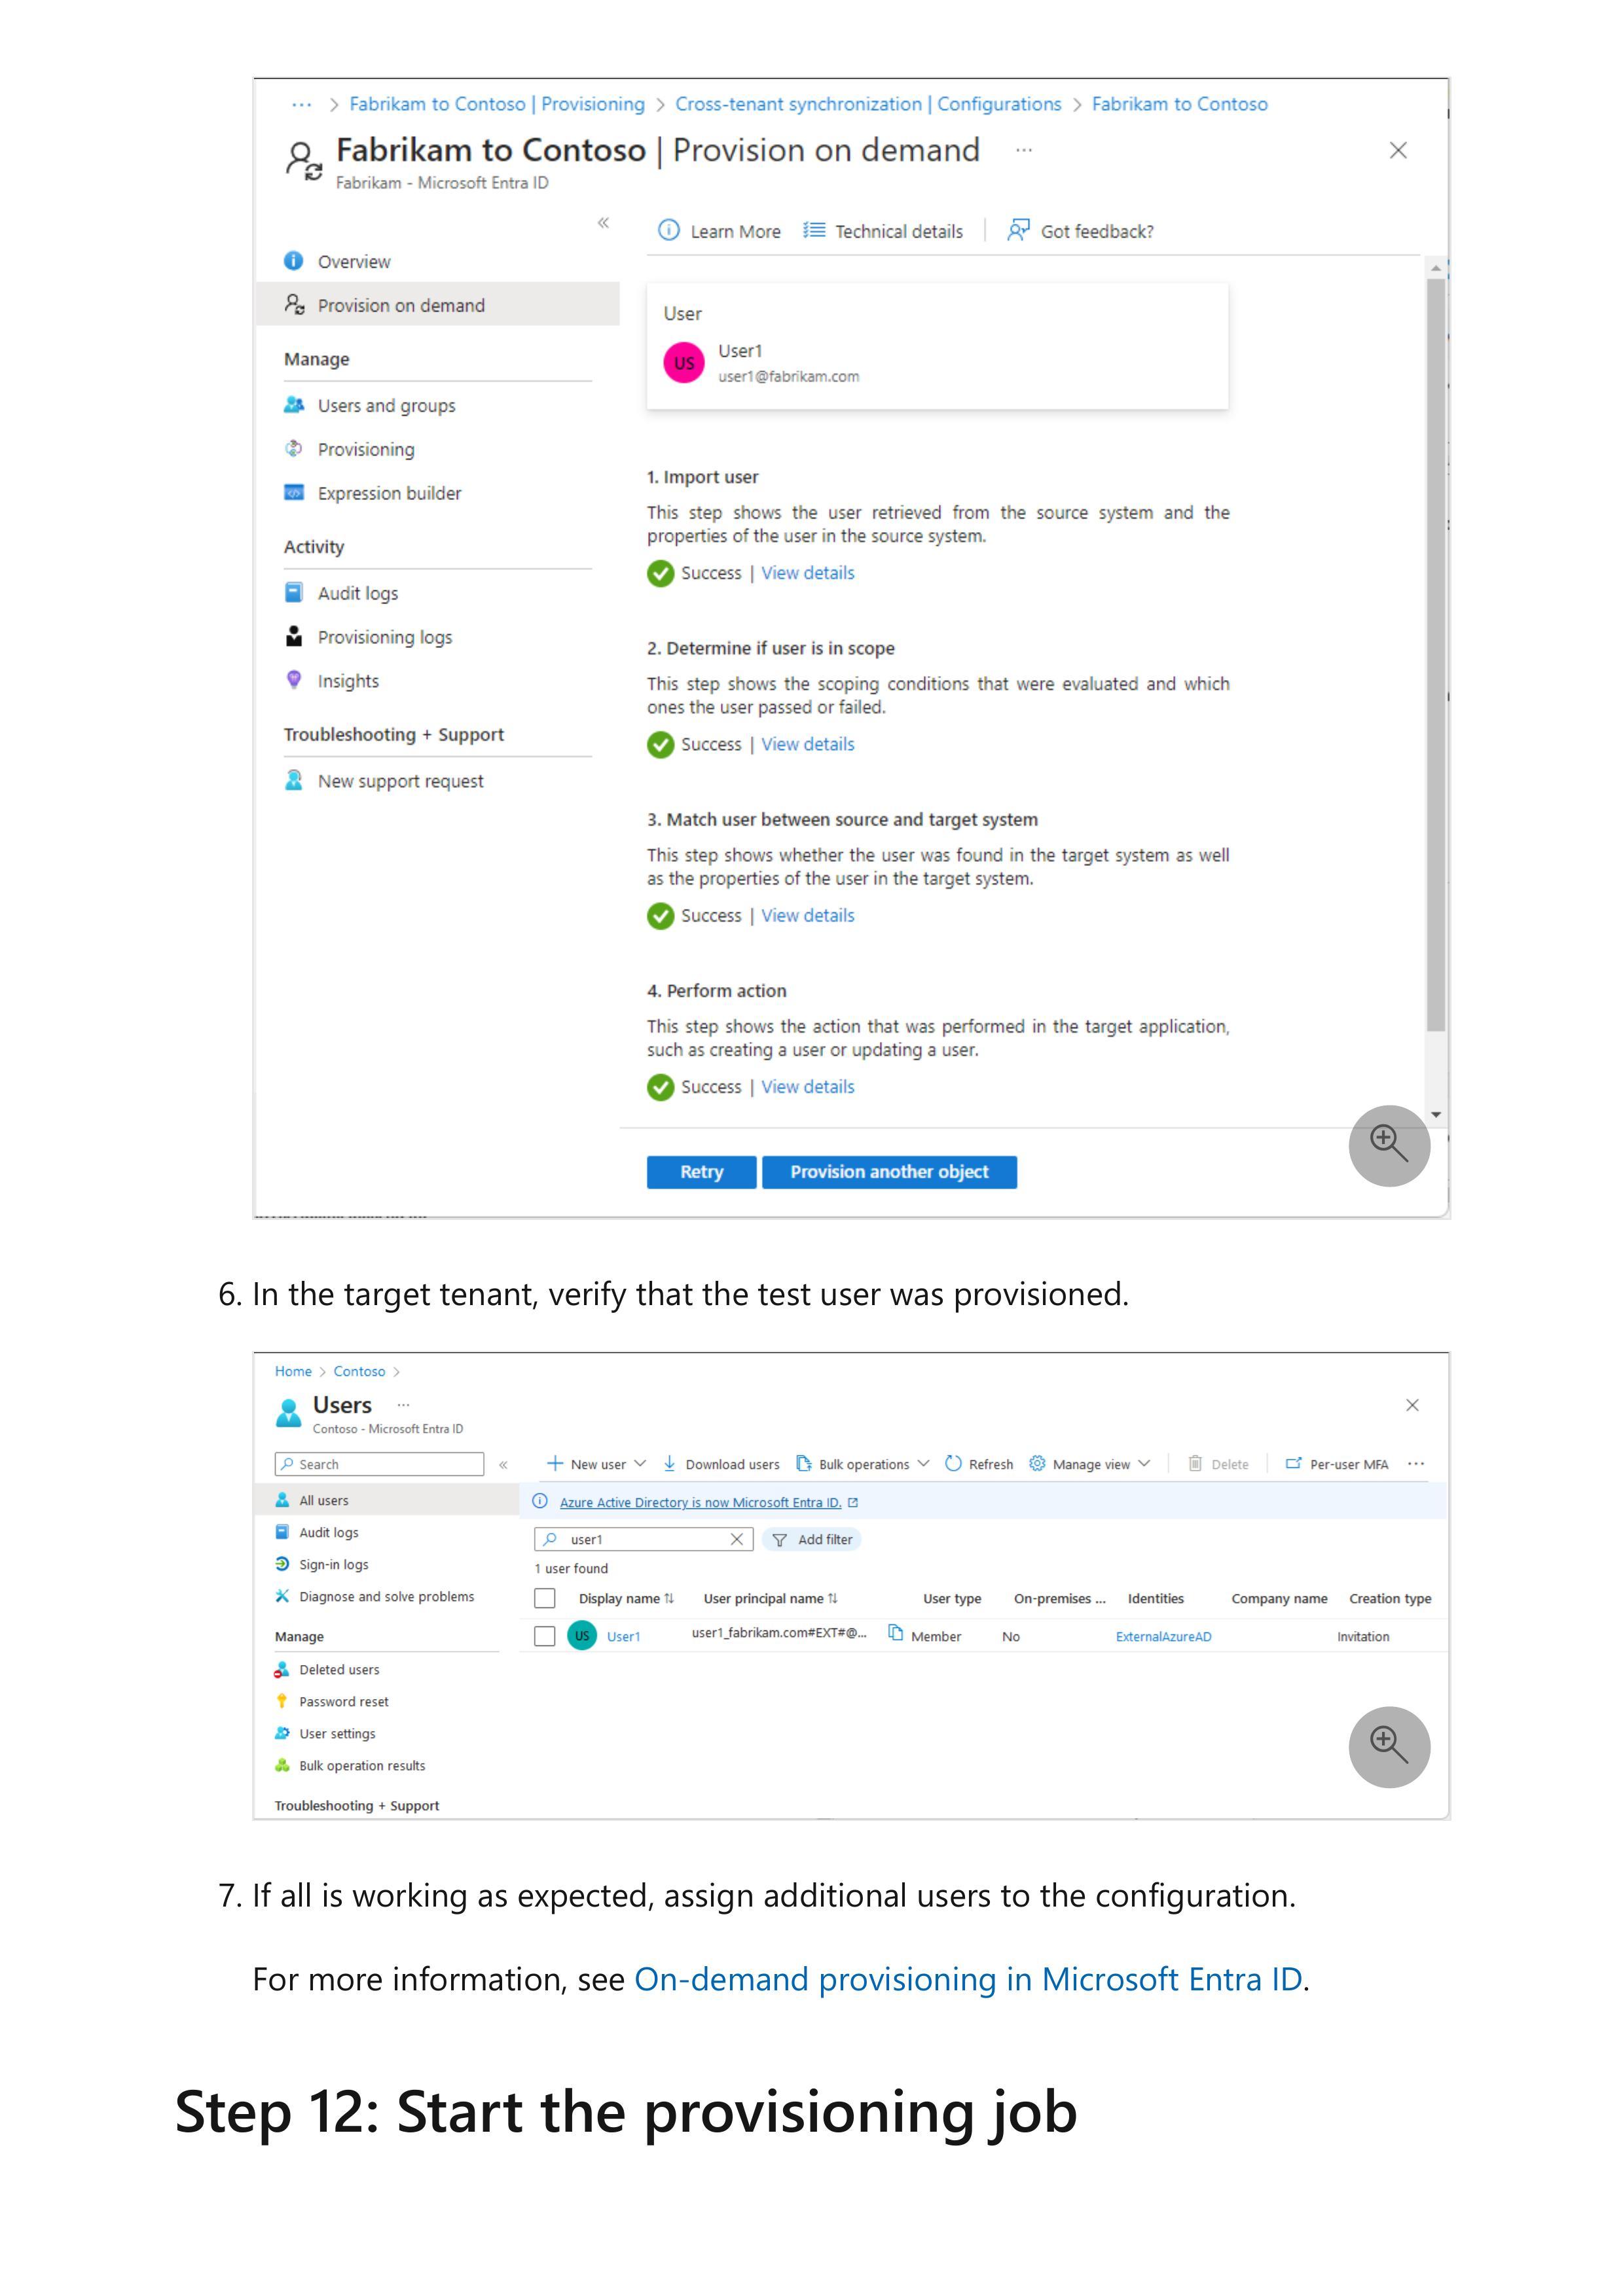 ··· > Fabrikam to Contoso | Provisioning > Cross-tenant synchronization | Configurations > Fabrikam to Contoso
Fabrikam to Contoso | Provision on demand ···
Fabrikam - Microsoft Entra ID
«
Learn More
Technical details
Got feedback?
Overview
Provision on demand
Manage
Users and groups
Provisioning
Expression builder
Activity
Audit logs
Provisioning logs
Insights
Troubleshooting + Support
New support request
User
US
User1
user1@fabrikam.com
1. Import user
This step shows the user retrieved from the source system and the
properties of the user in the source system.
Success | View details
2. Determine if user is in scope
This step shows the scoping conditions that were evaluated and which
ones the user passed or failed.
Success | View details
3. Match user between source and target system
This step shows whether the user was found in the target system as well
as the properties of the user in the target system.
Success | View details
4. Perform action
This step shows the action that was performed in the target application,
such as creating a user or updating a user.
Success | View details
Retry
Provision another object
6. In the target tenant, verify that the test user was provisioned.
Home > Contoso >
Users ···
Contoso - Microsoft Entra ID
Search «
New user
Download users
Bulk operations
Refresh
Manage view
Delete
Per-user MFA ···
All users
Audit logs
Sign-in logs
Diagnose and solve problems
Manage
Deleted users
Password reset
User settings
Bulk operation results
Troubleshooting + Support
Azure Active Directory is now Microsoft Entra ID.
user1
Add filter
1 user found
Display name User principal name User type On-premises ... Identities Company name Creation type
US User1 user1_fabrikam.com#EXT#@... Member No ExternalAzureAD Invitation
7. If all is working as expected, assign additional users to the configuration.
For more information, see On-demand provisioning in Microsoft Entra ID.
Step 12: Start the provisioning job